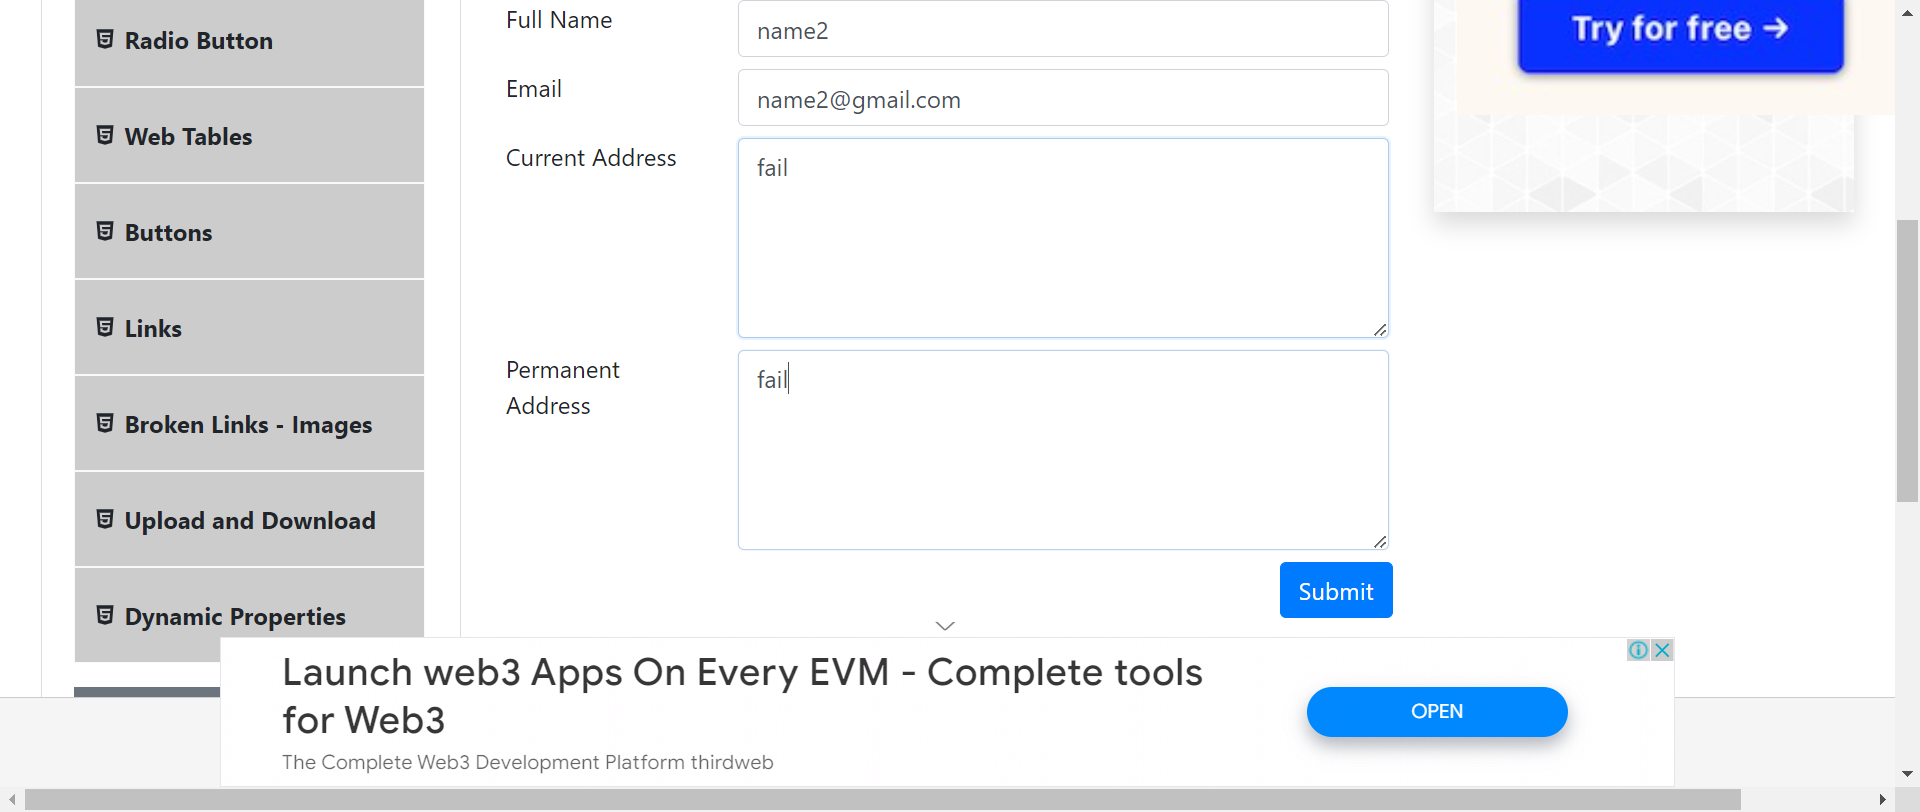 Radio Button
Web Tables
Buttons
Links
Broken Links - Images
Upload and Download
Dynamic Properties
Full Name
name2
Email
name2@gmail.com
Current Address
fail
Permanent
Address
fail
Submit
Try for free →
Launch web3 Apps On Every EVM - Complete tools
for Web3
The Complete Web3 Development Platform thirdweb
OPEN